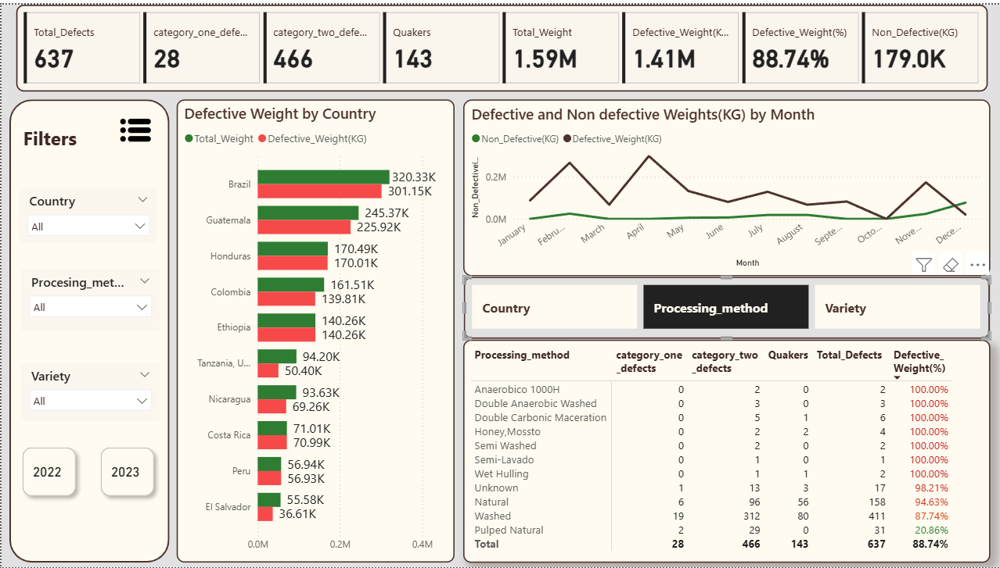 Total_Defects
637
category_one_defe...
28
category_two_defe...
466
Quakers
143
Total_Weight
1.59M
Defective_Weight(K...
1.41M
Defective_Weight(%)
88.74%
Non_Defective(KG)
179.0K
Filters
Country
All
Procesing_met...
All
Variety
All
2022
2023
Defective Weight by Country
Total_Weight Defective_Weight(KG)
Brazil 320.33K
301.15K
Guatemala 245.37K
225.92K
Honduras 170.49K
170.01K
Colombia 161.51K
139.81K
Ethiopia 140.26K
140.26K
Tanzania, U... 94.20K
50.40K
Nicaragua 93.63K
69.26K
Costa Rica 71.01K
70.99K
Peru 56.94K
56.93K
El Salvador 55.58K
36.61K
0.0M 0.2M 0.4M
Defective and Non defective Weights(KG) by Month
Non_Defective(KG) Defective_Weight(KG)
Non_Defective(...
0.2M
0.0M
January Febru... March April May June July August Septe... Octo... Nove... Dece...
Month
Country Processing_method Variety
Processing_method category_one _defects category_two _defects Quakers Total_Defects Defective_ Weight(%)
Anaerobico 1000H 0 2 0 2 100.00%
Double Anaerobic Washed 0 3 0 3 100.00%
Double Carbonic Maceration 0 5 1 6 100.00%
Honey,Mossto 0 2 2 4 100.00%
Semi Washed 0 2 0 2 100.00%
Semi-Lavado 0 1 0 1 100.00%
Wet Hulling 0 1 1 2 100.00%
Unknown 1 13 3 17 98.21%
Natural 6 96 56 158 94.63%
Washed 19 312 80 411 87.74%
Pulped Natural 2 29 0 31 20.86%
Total 28 466 143 637 88.74%